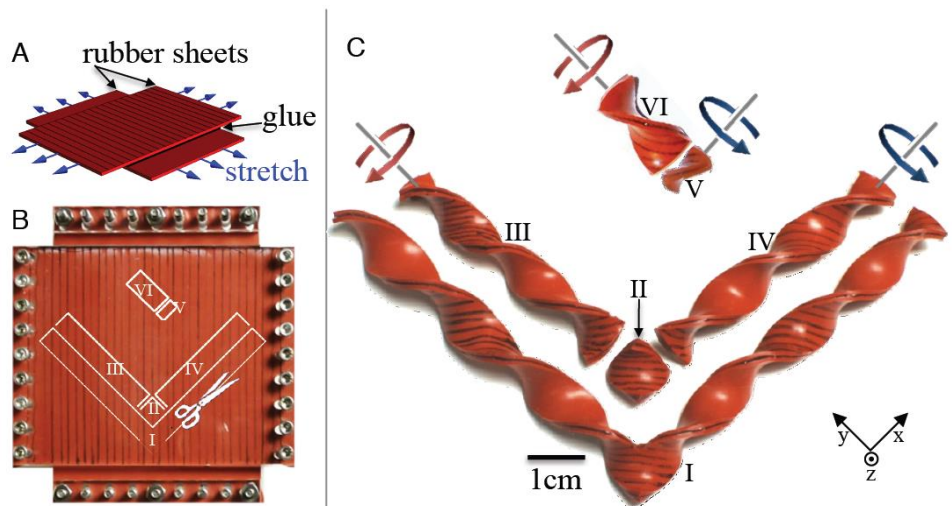 A
rubber sheets
glue
stretch
B
VI
V
III
IV
II
I
C
VI
V
III
IV
II
I
1cm
y
x
z